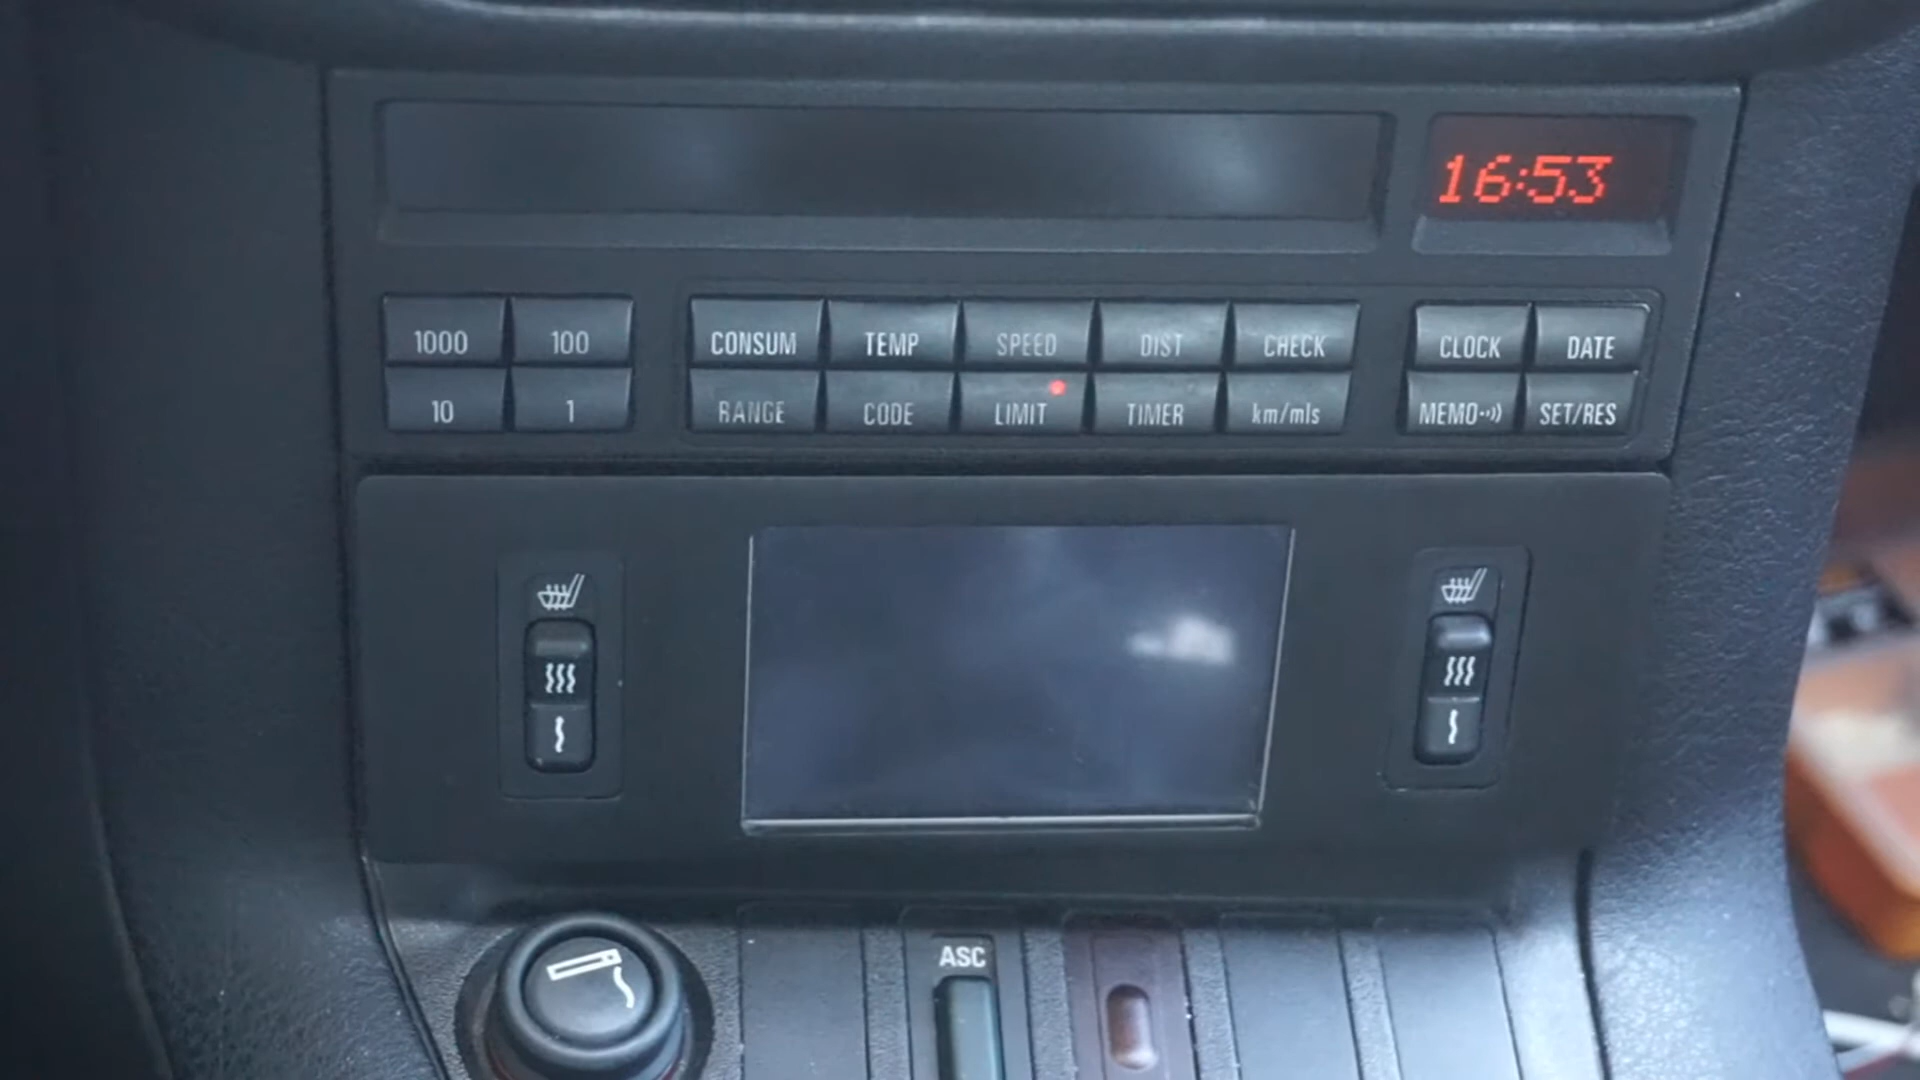 16:53
1000 100 CONSUM TEMP SPEED DIST CHECK CLOCK DATE
10 1 RANGE CODE LIMIT TIMER km/mls MEMO SET/RES
ASC